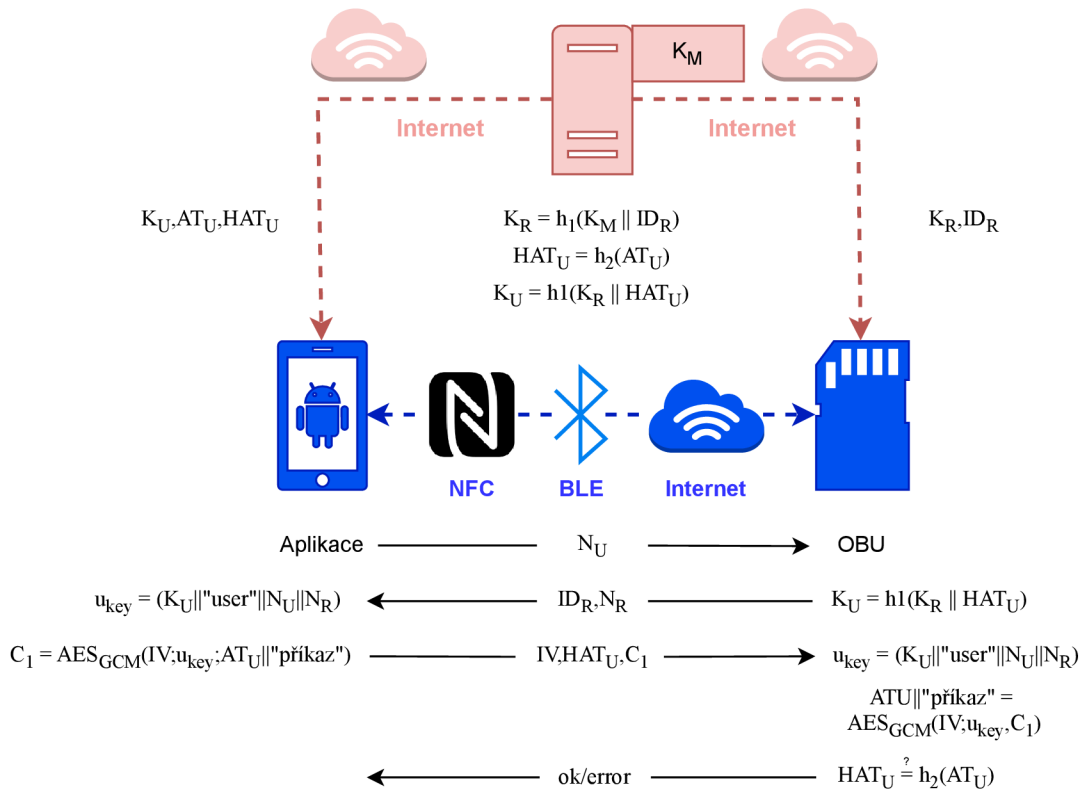 K_M
Internet Internet
K_U,AT_U,HAT_U
K_R = h_1(K_M || ID_R)
HAT_U = h_2(AT_U)
K_U = h1(K_R || HAT_U)
K_R,ID_R
NFC BLE Internet
Aplikace N_U OBU
u_key = (K_U||"user"||N_U||N_R) ID_R,N_R K_U = h1(K_R || HAT_U)
C_1 = AES_GCM(IV;u_key;AT_U||"příkaz") IV,HAT_U,C_1 u_key = (K_U||"user"||N_U||N_R)
ATU||"příkaz" =
AES_GCM(IV;u_key,C_1)
ok/error HAT_U ≟ h_2(AT_U)